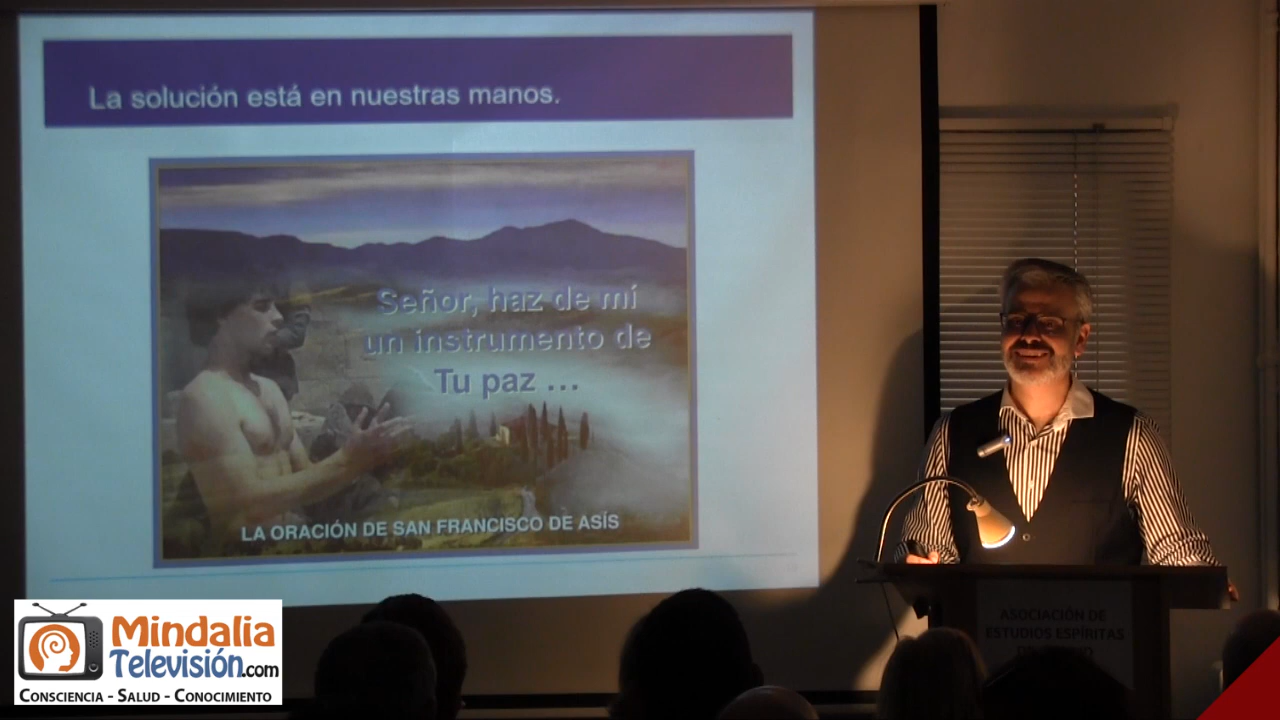 La solución está en nuestras manos.
Señor, haz de mí
un instrumento de
Tu paz ...
LA ORACIÓN DE SAN FRANCISCO DE ASÍS
Mindalia
Televisión.com
CONSCIENCIA - SALUD - CONOCIMIENTO
ASOCIACIÓN DE
ESTUDIOS ESPÍRITAS